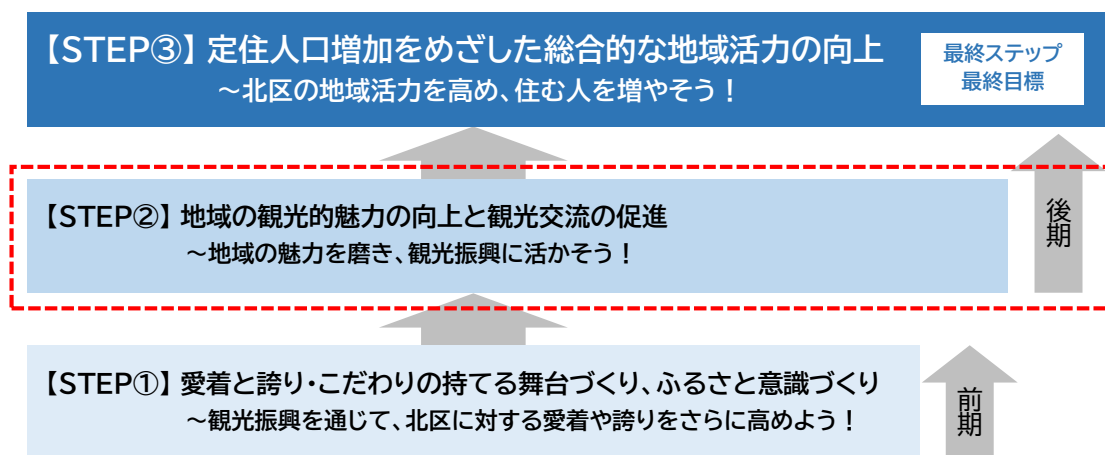 【STEP③】定住人口増加をめざした総合的な地域活力の向上
～北区の地域活力を高め、住む人を増やそう！
最終ステップ
最終目標
【STEP②】地域の観光的魅力の向上と観光交流の促進
～地域の魅力を磨き、観光振興に活かそう！
後期
【STEP①】愛着と誇り・こだわりの持てる舞台づくり、ふるさと意識づくり
～観光振興を通じて、北区に対する愛着や誇りをさらに高めよう！
前期